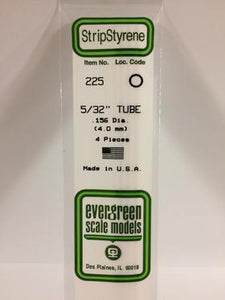 StripStyrene
Item No. Loc. Code
225
5/32" TUBE
.156 Dia.
(4.0 mm)
4 Pieces
Made in U.S.A.
evergreen
scale models
Des Plaines, IL 60018